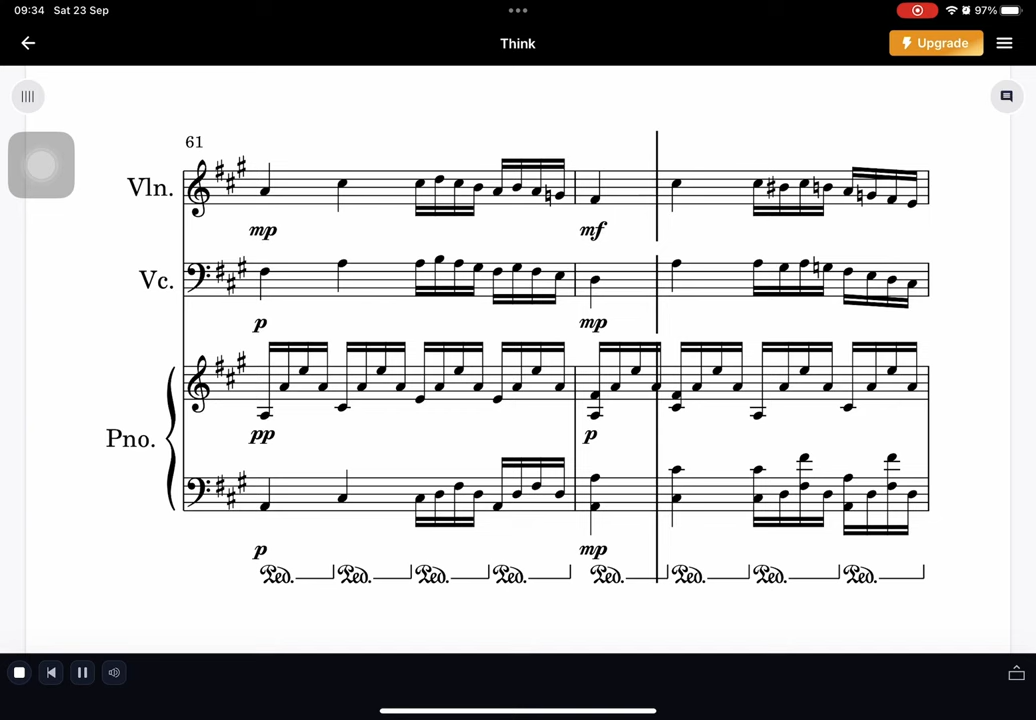 09:34 Sat 23 Sep 97%
Think
Upgrade
61
Vln.
mp mf
Vc.
p mp
Pno.
pp p
p mp
Ped. Ped. Ped. Ped. Ped. Ped. Ped. Ped.